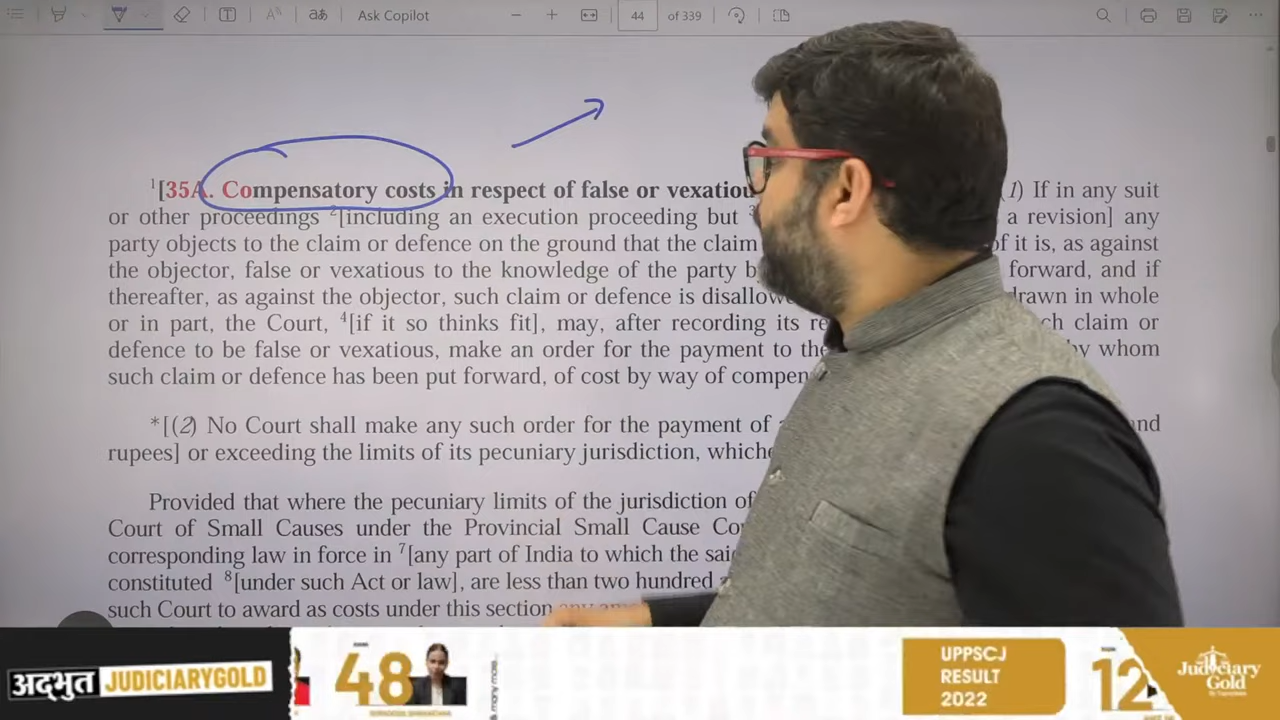 Ask Copilot
44 of 339
1[35A. Compensatory costs in respect of false or vexatiou (1) If in any suit
or other proceedings 2[including an execution proceeding but a revision] any
party objects to the claim or defence on the ground that the claim of it is, as against
the objector, false or vexatious to the knowledge of the party forward, and if
thereafter, as against the objector, such claim or defence is drawn in whole
or in part, the Court, 4[if it so thinks fit], may, after recording its ch claim or
defence to be false or vexatious, make an order for the payment to the by whom
such claim or defence has been put forward, of cost by way of
*[(2) No Court shall make any such order for the payment of
rupees] or exceeding the limits of its pecuniary jurisdiction,
Provided that where the pecuniary limits of the jurisdiction of
Court of Small Causes under the Provincial Small Cause
corresponding law in force in 7[any part of India to which the
constituted 8[under such Act or law], are less than two hundred
such Court to award as costs under this section
अद्भुत JUDICIARYGOLD
48
& many more
UPPSCJ
RESULT
2022
12
Judiciary
Gold